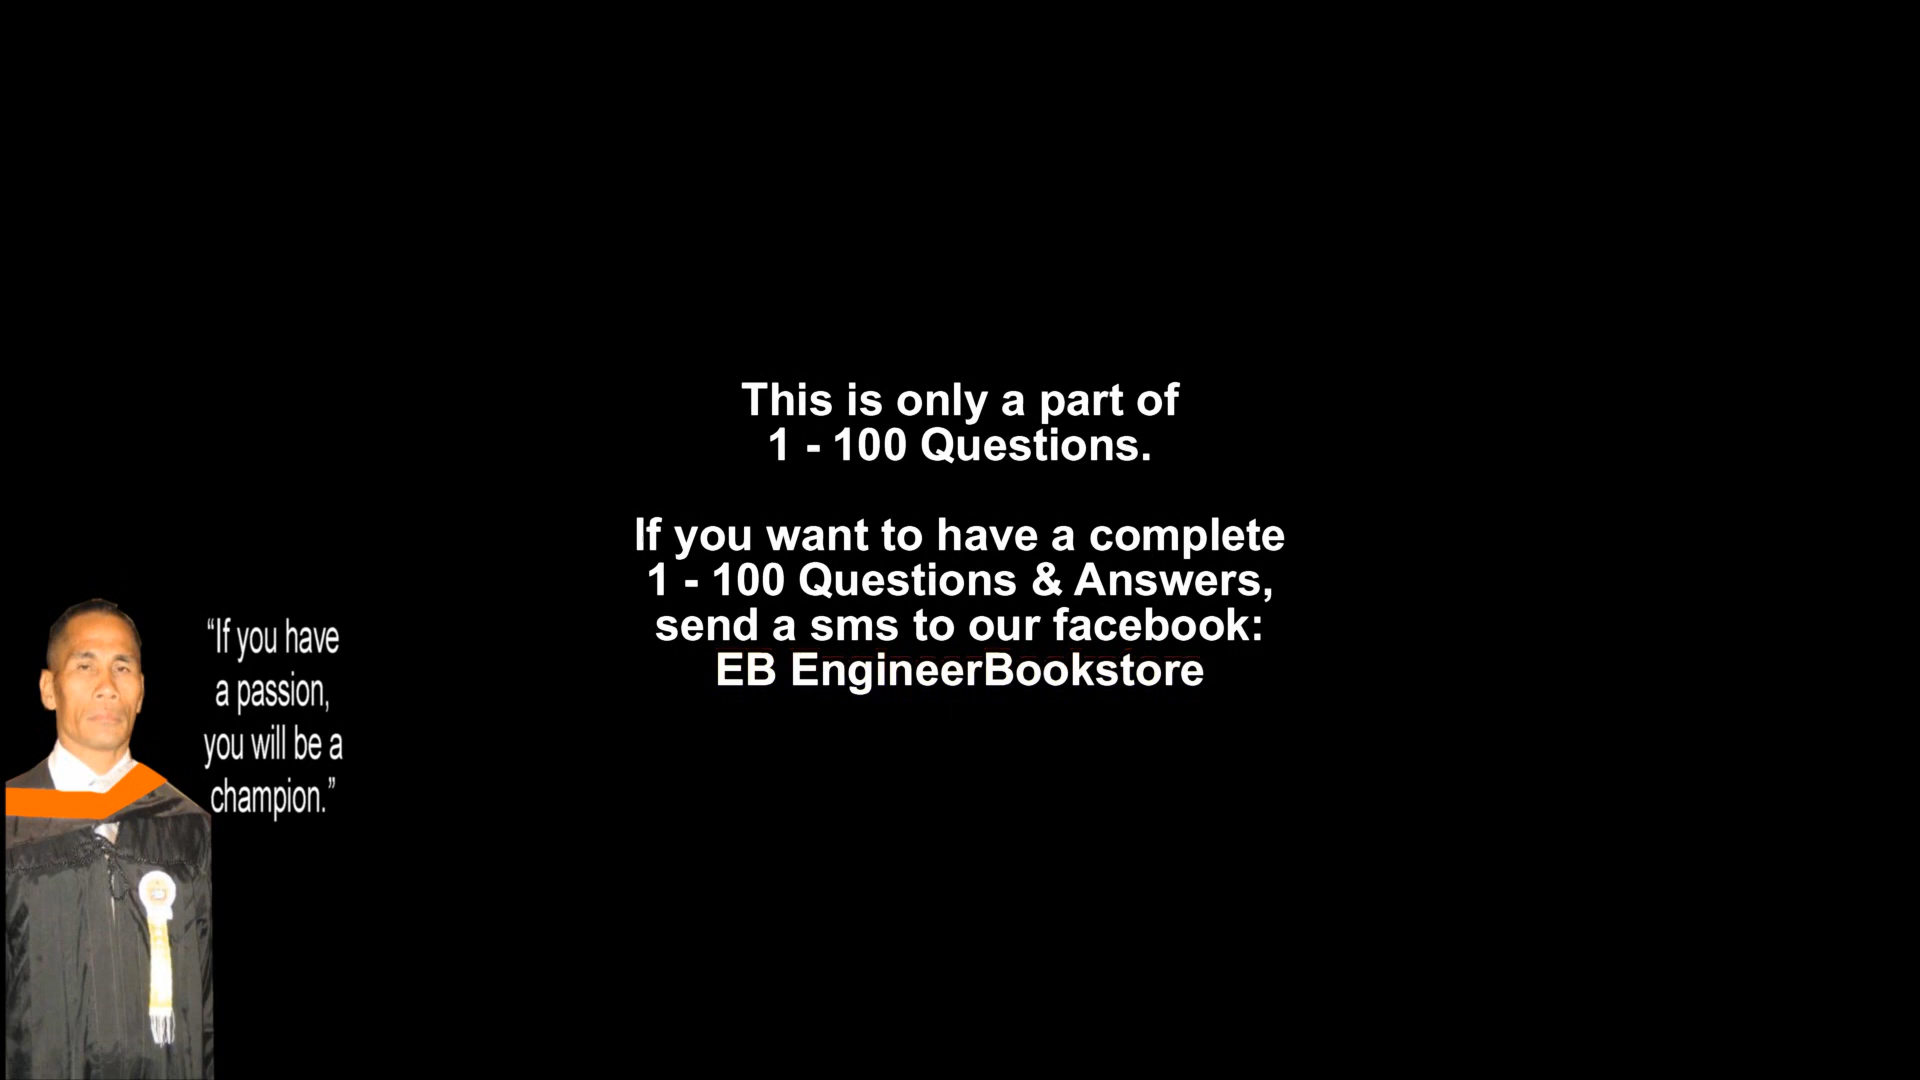 This is only a part of
1 - 100 Questions.
If you want to have a complete
1 - 100 Questions & Answers,
send a sms to our facebook:
EB EngineerBookstore
“If you have
a passion,
you will be a
champion.”